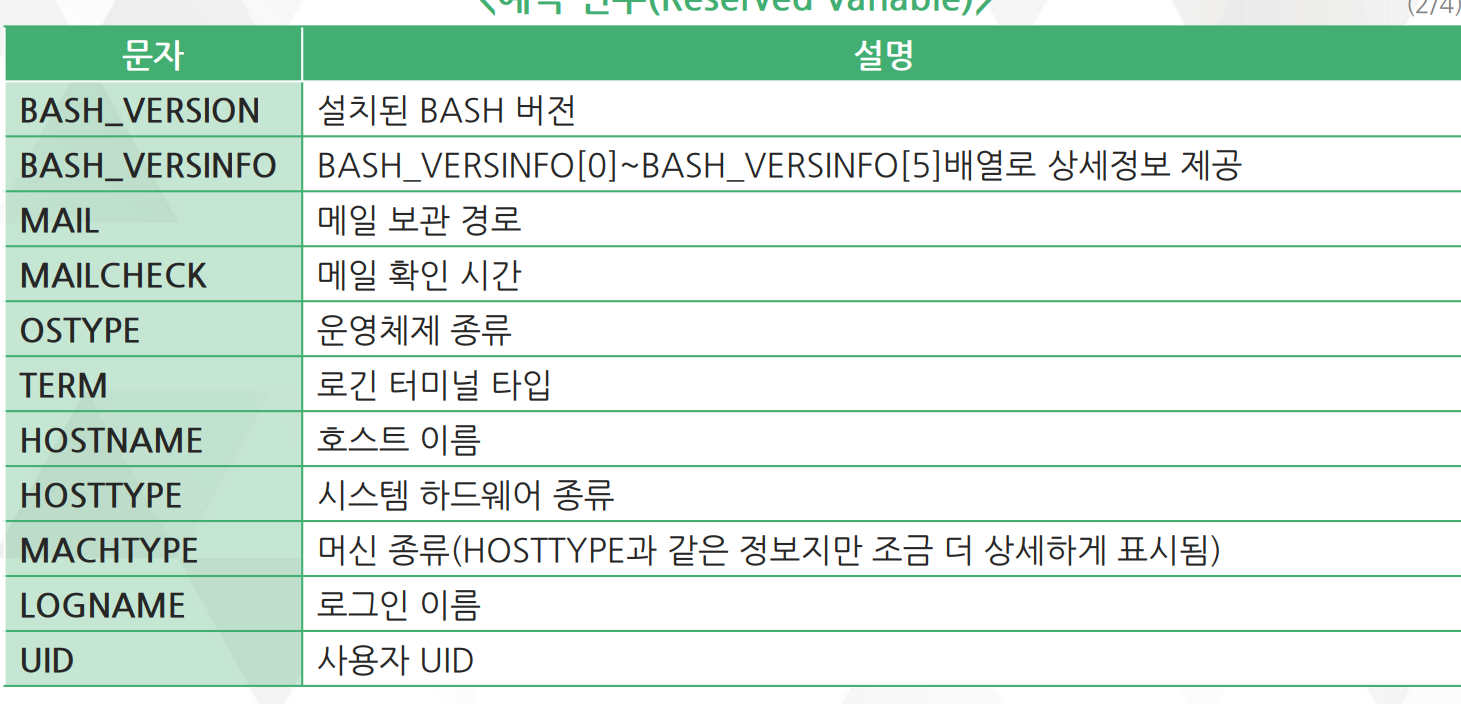 <예약 변수(Reserved Variable)>
(2/4)
문자 설명
BASH_VERSION 설치된 BASH 버전
BASH_VERSINFO BASH_VERSINFO[0]~BASH_VERSINFO[5]배열로 상세정보 제공
MAIL 메일 보관 경로
MAILCHECK 메일 확인 시간
OSTYPE 운영체제 종류
TERM 로긴 터미널 타입
HOSTNAME 호스트 이름
HOSTTYPE 시스템 하드웨어 종류
MACHTYPE 머신 종류(HOSTTYPE과 같은 정보지만 조금 더 상세하게 표시됨)
LOGNAME 로그인 이름
UID 사용자 UID